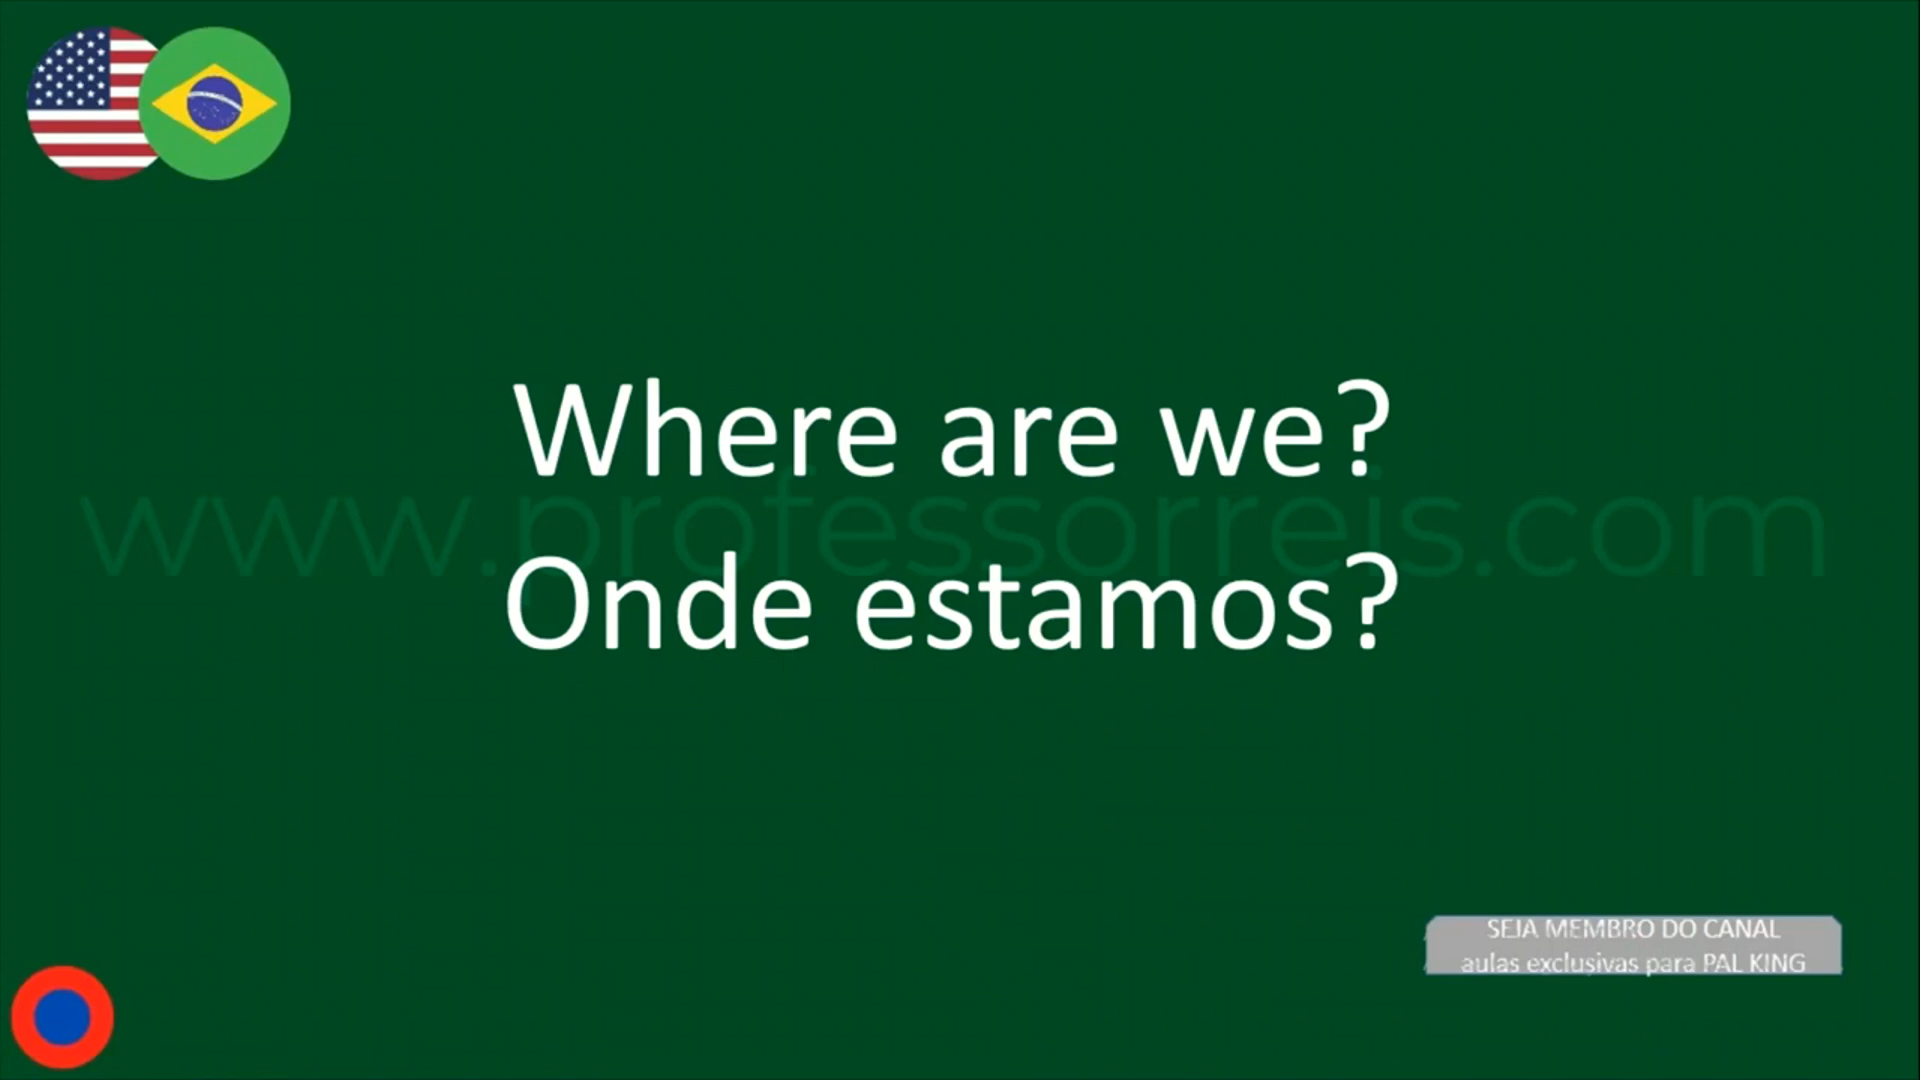 Where are we?
www.professorreis.com
Onde estamos?
SEJA MEMBRO DO CANAL
aulas exclusivas para PAL KING